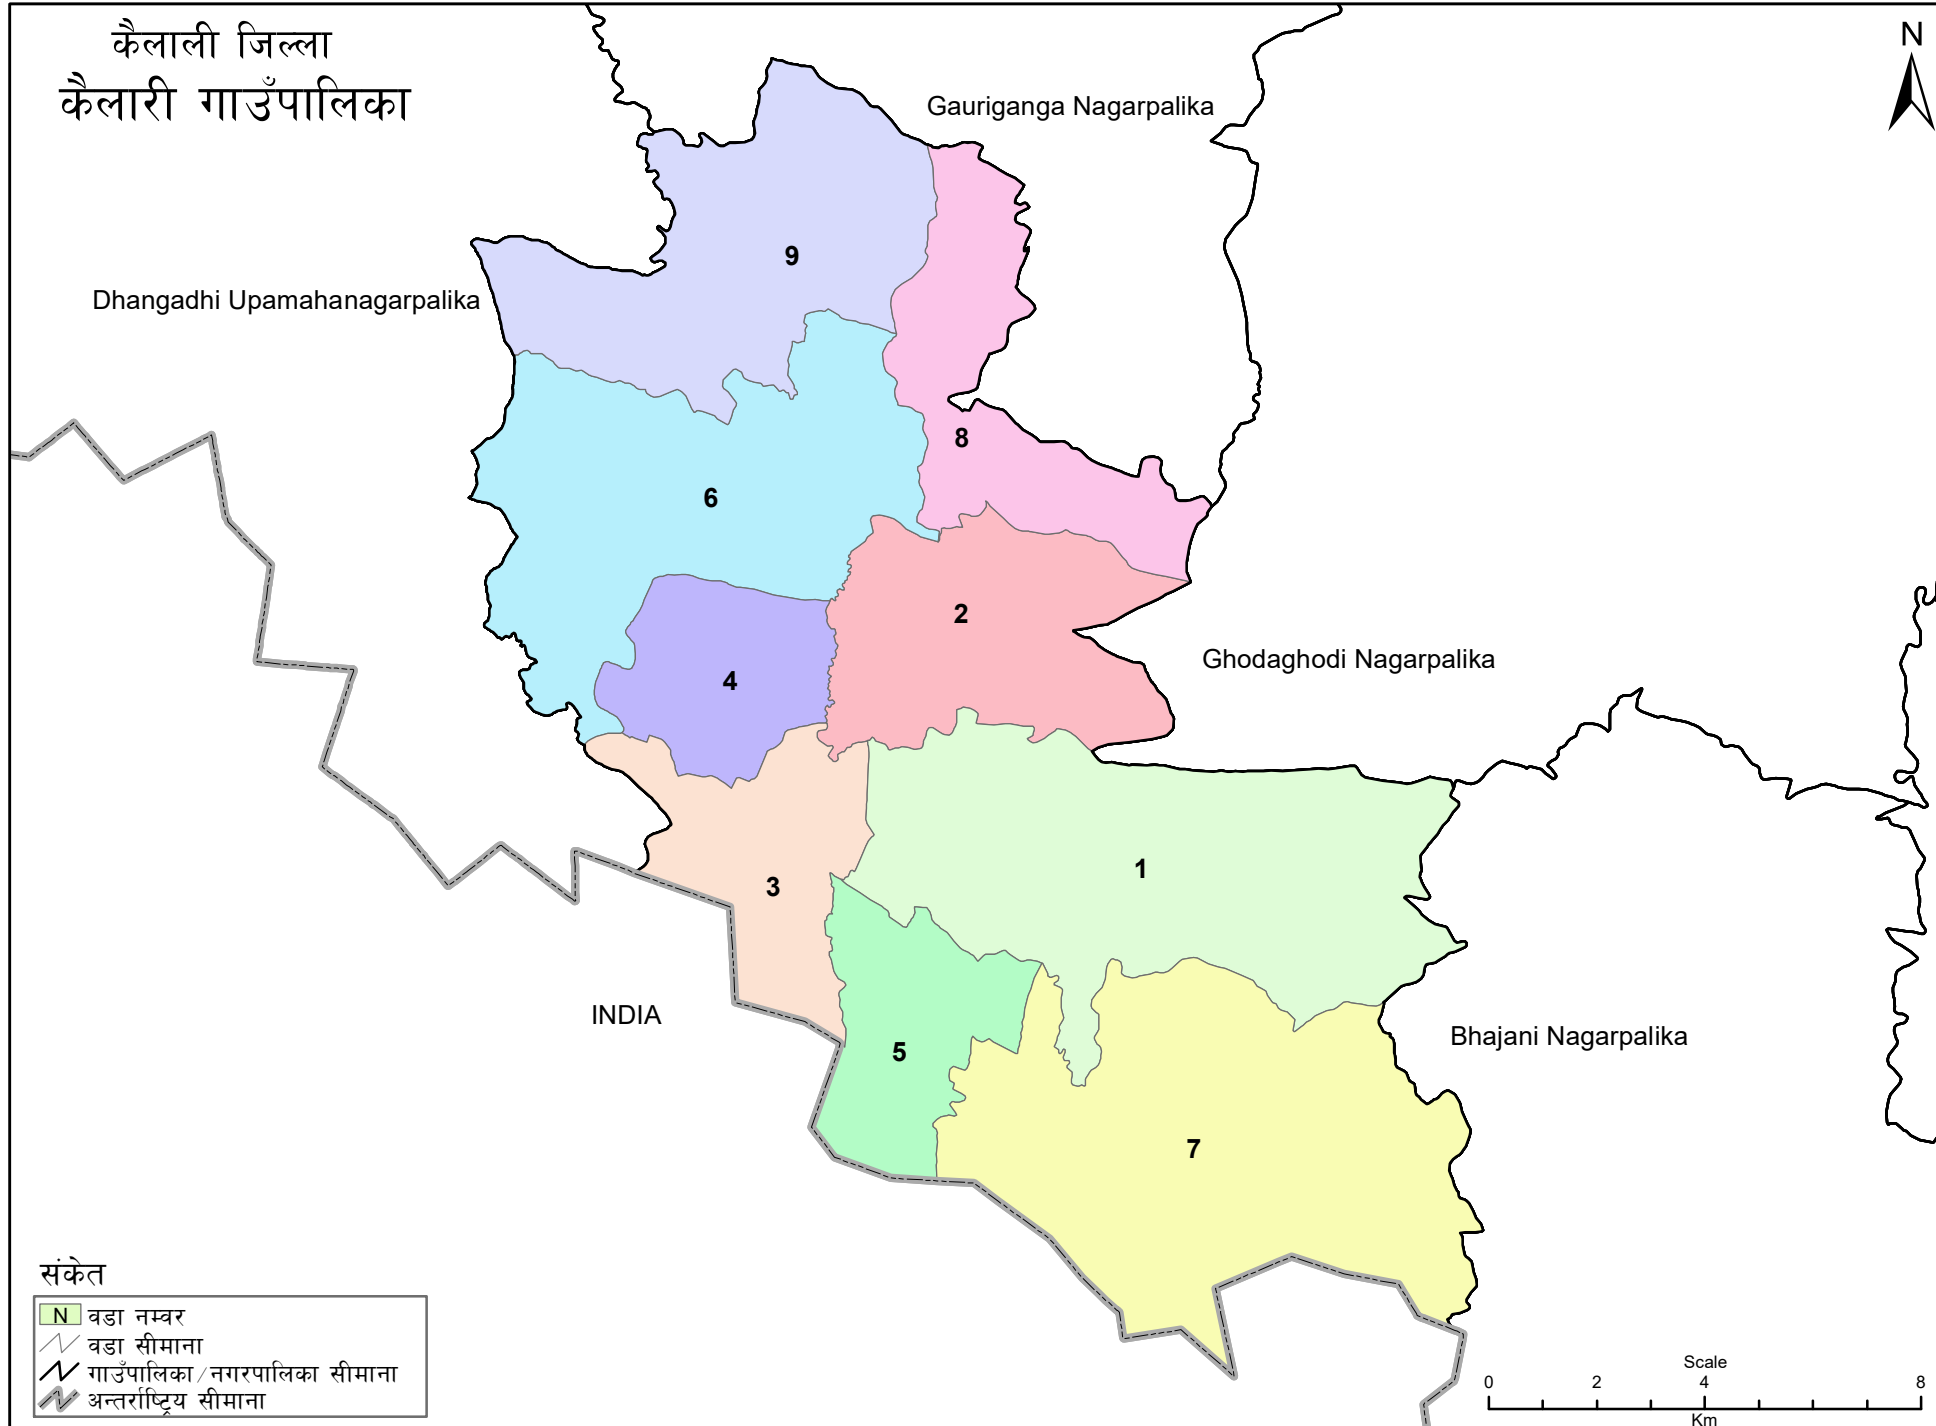 कैलाली जिल्ला
कैलारी गाउँपालिका
N
Gauriganga Nagarpalika
9
Dhangadhi Upamahanagarpalika
8
6
2
Ghodaghodi Nagarpalika
4
1
3
INDIA
Bhajani Nagarpalika
5
7
संकेत
N वडा नम्वर
वडा सीमाना
गाउँपालिका/नगरपालिका सीमाना
अन्तर्राष्ट्रिय सीमाना
Scale
0 2 4 8
Km